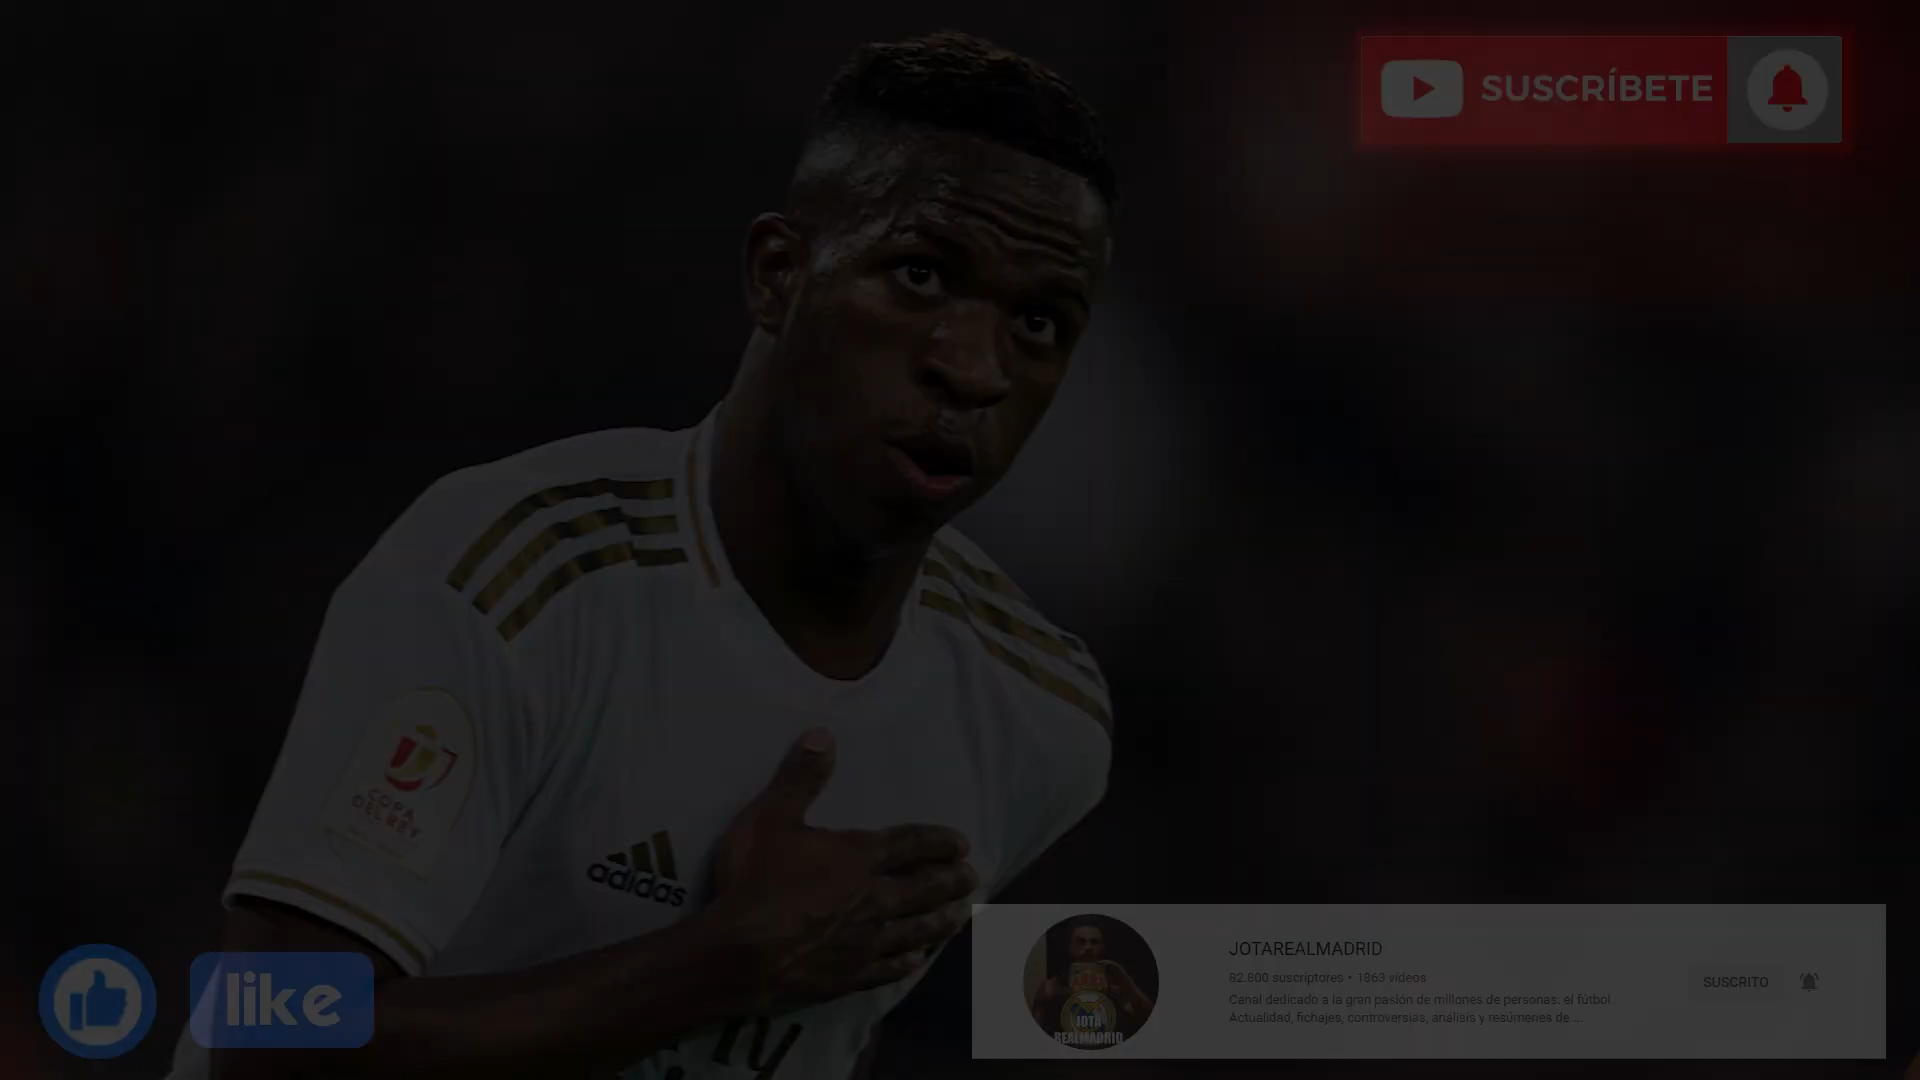 SUSCRÍBETE
COPA
DEL REY
adidas
like
JOTAREALMADRID
82.800 suscriptores • 1863 vídeos
Canal dedicado a la gran pasión de millones de personas: el fútbol.
Actualidad, fichajes, controversias, análisis y resúmenes de ...
SUSCRITO
JOTA
REALMADRID